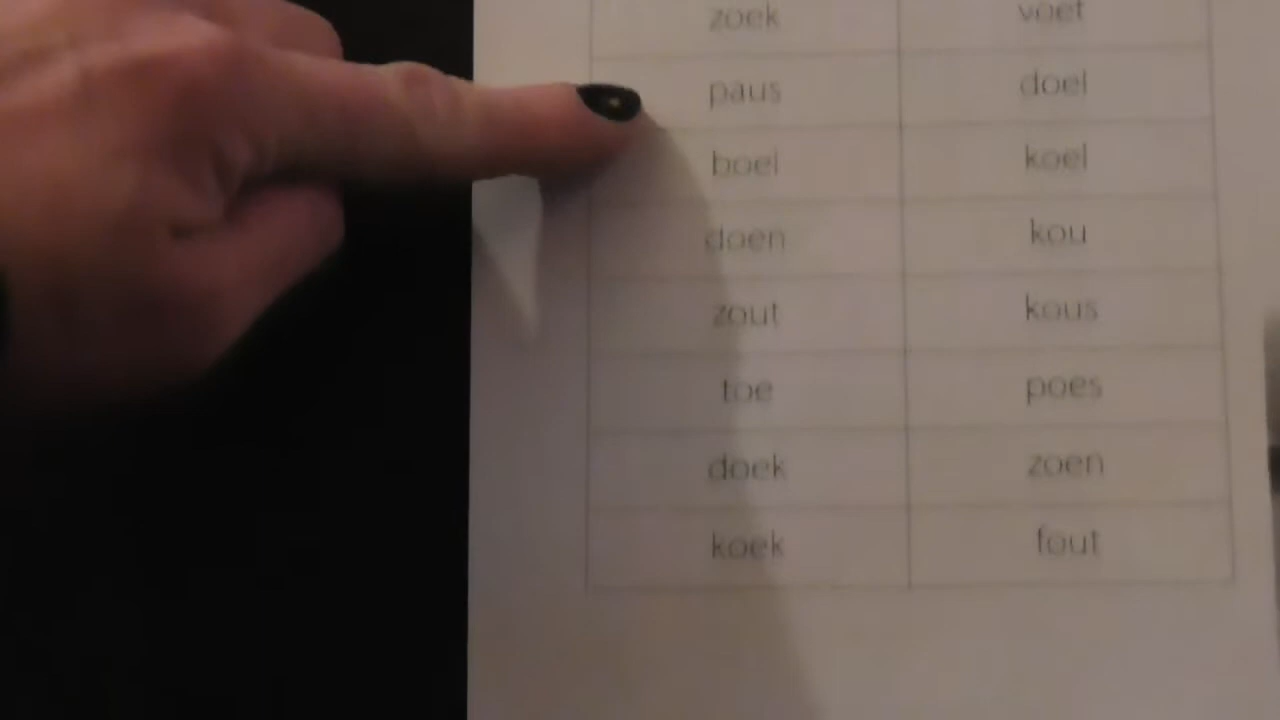 zoek voet
paus doel
boel koel
doen kou
zout kous
toe poes
doek zoen
koek fout